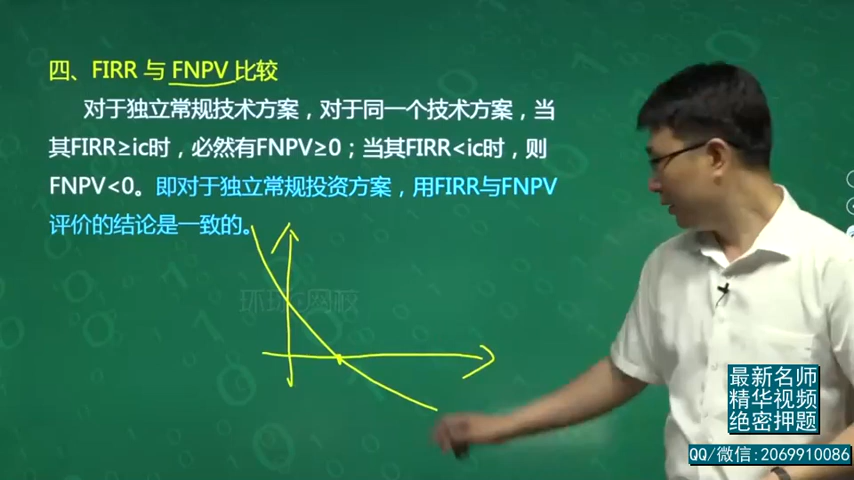 四、FIRR 与 FNPV 比较
对于独立常规技术方案，对于同一个技术方案，当
其FIRR≥ic时，必然有FNPV≥0；当其FIRR<ic时，则
FNPV<0。即对于独立常规投资方案，用FIRR与FNPV
评价的结论是一致的。
环球网校
最新名师
精华视频
绝密押题
QQ/微信:2069910086